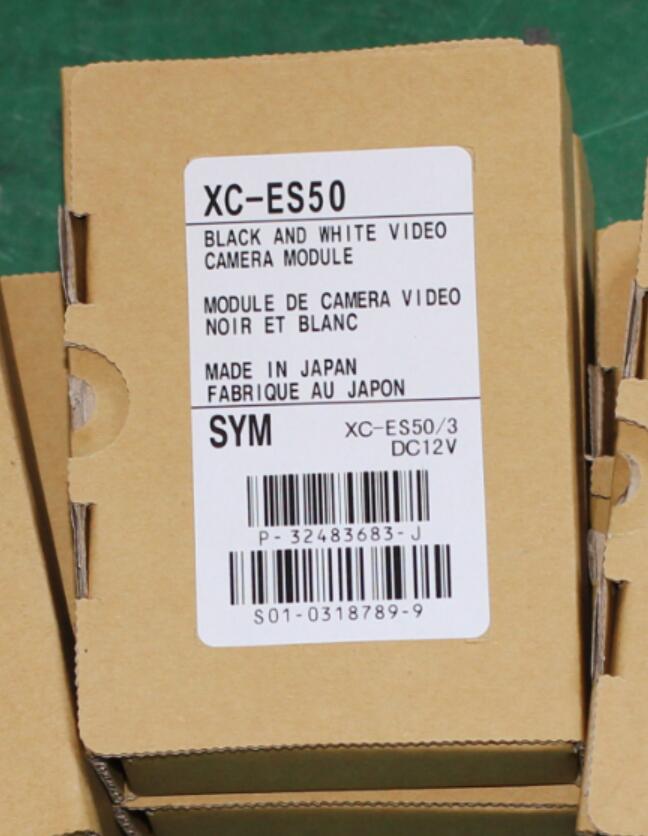 XC-ES50
BLACK AND WHITE VIDEO
CAMERA MODULE
MODULE DE CAMERA VIDEO
NOIR ET BLANC
MADE IN JAPAN
FABRIQUE AU JAPON
SYM XC-ES50/3
DC12V
P-32483683-J
S01-0318789-9